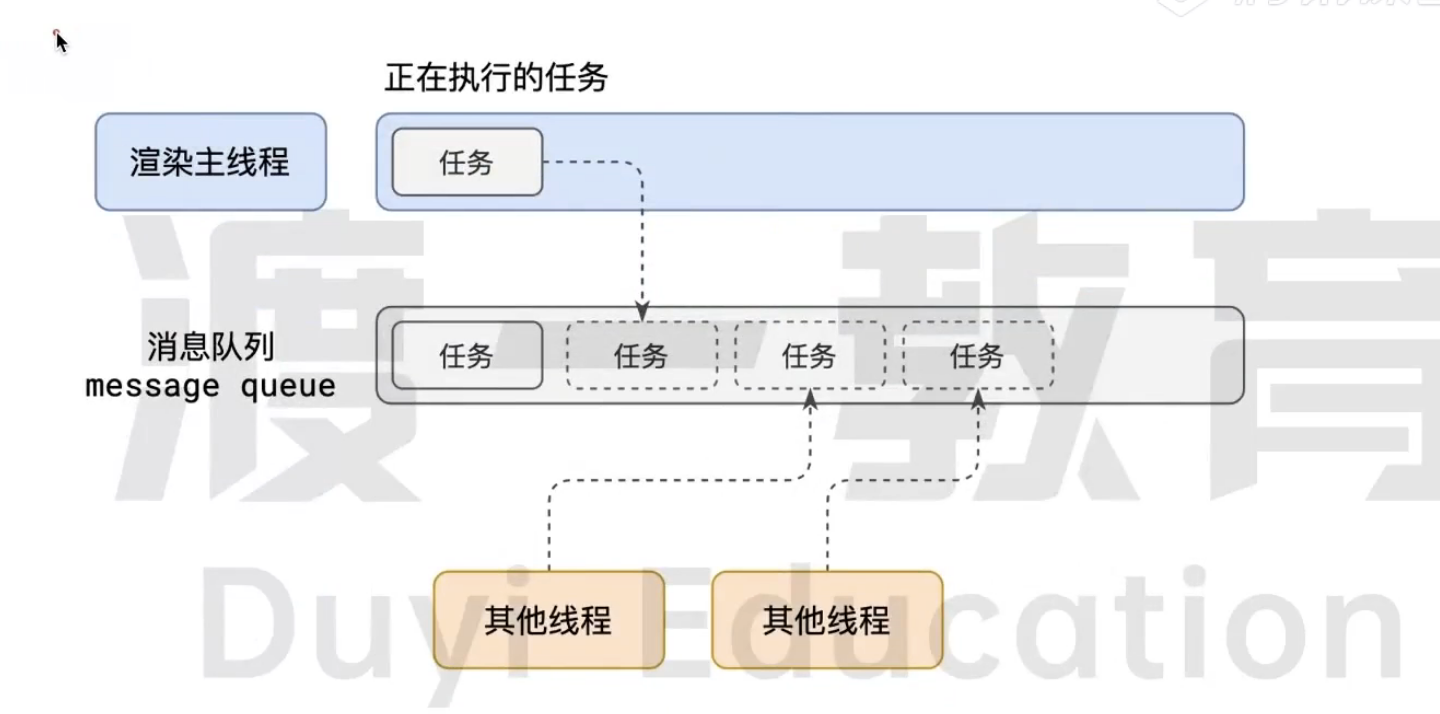 正在执行的任务
渲染主线程
任务
消息队列
message queue
任务
任务
任务
任务
其他线程
其他线程
渡一教育
Duyi Education